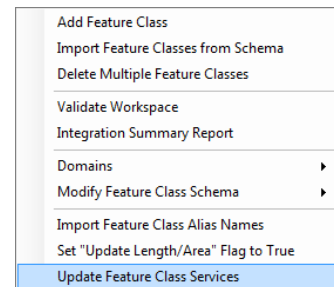 Add Feature Class
Import Feature Classes from Schema
Delete Multiple Feature Classes
Validate Workspace
Integration Summary Report
Domains
Modify Feature Class Schema
Import Feature Class Alias Names
Set "Update Length/Area" Flag to True
Update Feature Class Services